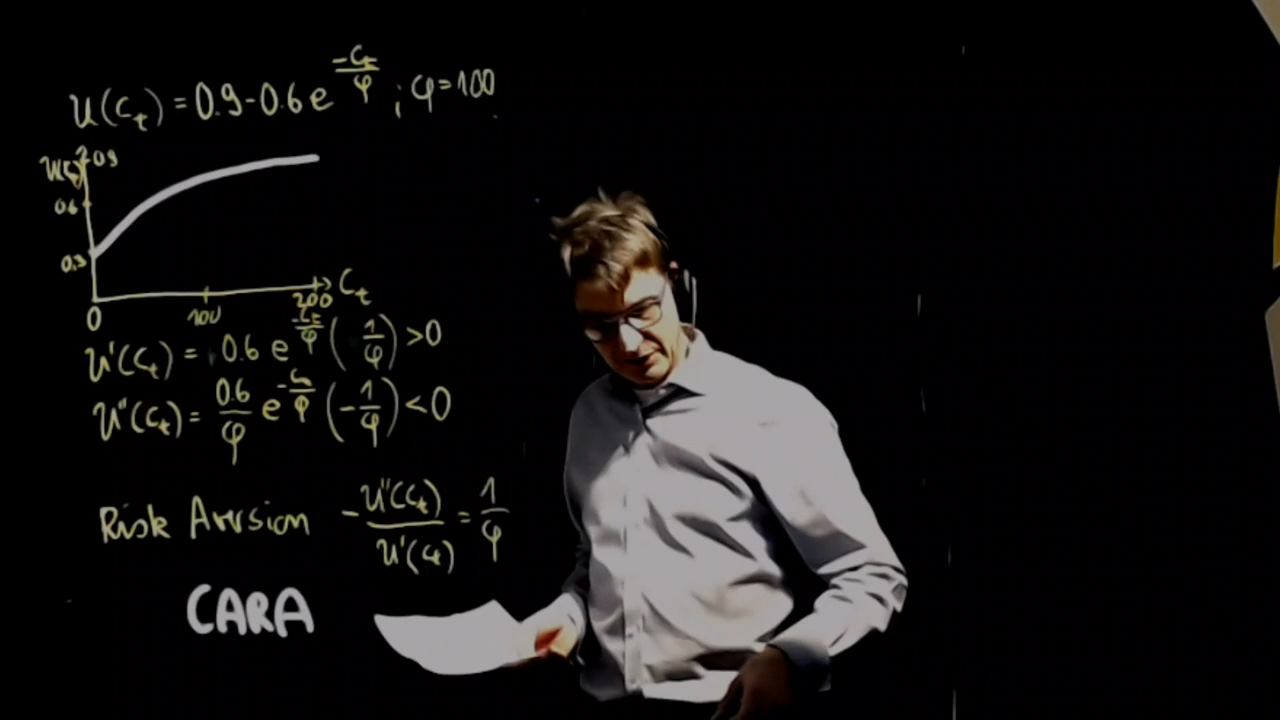 u(c_t) = 0.9 - 0.6 e^{-c_t/φ} ; φ = 100
u(c_t) 0.9
0.6
0.3
0 100 200 c_t
u'(c_t) = 0.6 e^{-c_t/φ} (1/φ) > 0
u''(c_t) = 0.6/φ e^{-c_t/φ} (-1/φ) < 0
Risk Aversion -u''(c_t)/u'(c_t) = 1/φ
CARA